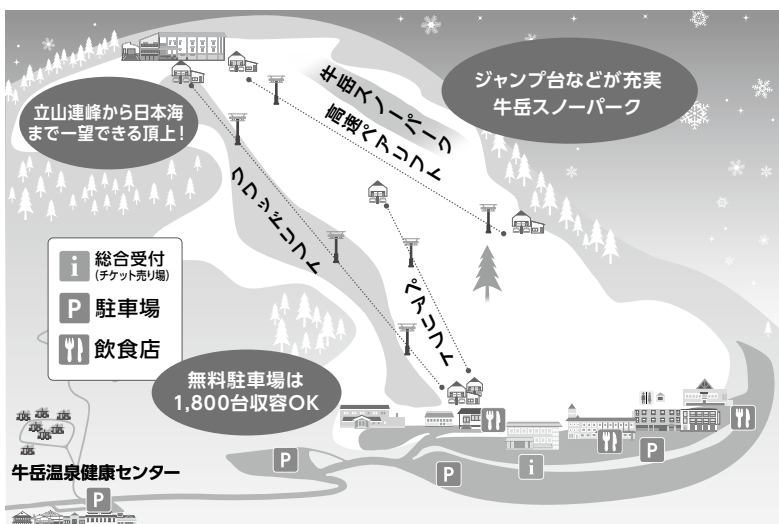 ジャンプ台などが充実
牛岳スノーパーク
立山連峰から日本海
まで一望できる頂上!
牛岳スノーパーク
高速ペアリフト
クワッドリフト
ペアリフト
i 総合受付
(チケット売り場)
P 駐車場
飲食店
無料駐車場は
1,800台収容OK
牛岳温泉健康センター
P
P
P
i
P